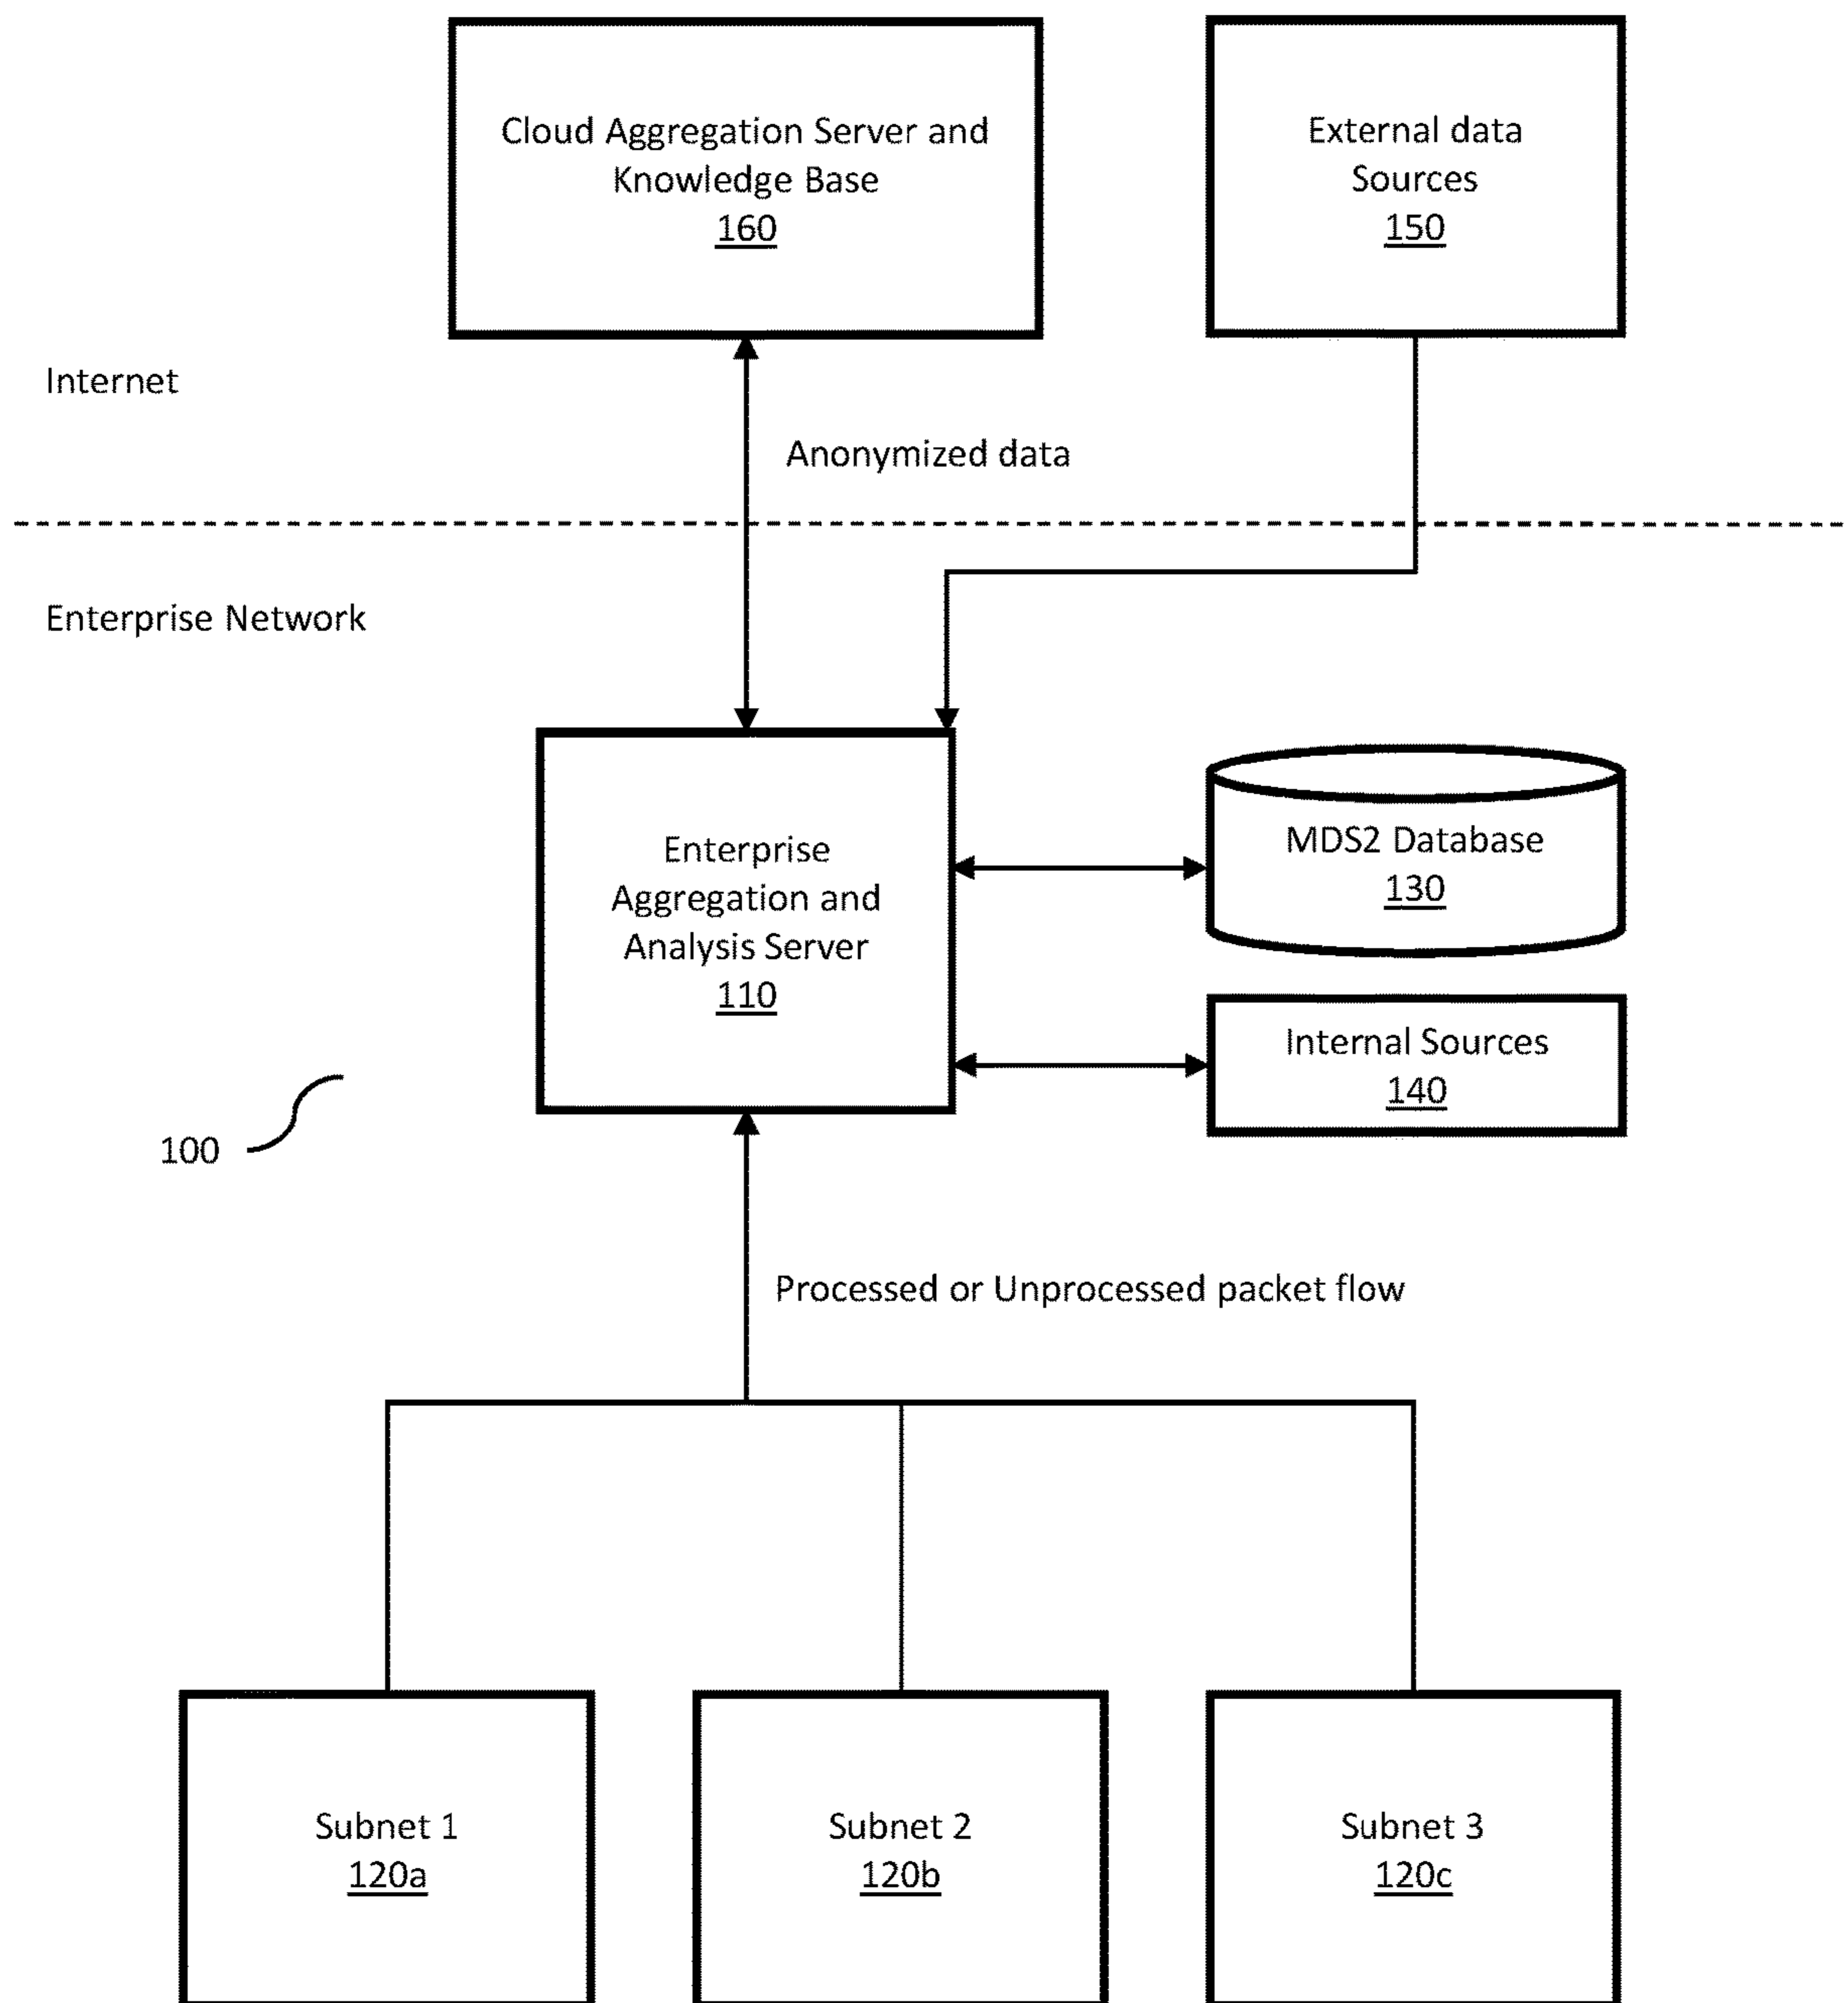 Cloud Aggregation Server and
Knowledge Base
160
External data
Sources
150
Internet
Anonymized data
Enterprise Network
Enterprise
Aggregation and
Analysis Server
110
MDS2 Database
130
Internal Sources
140
100
Processed or Unprocessed packet flow
Subnet 1
120a
Subnet 2
120b
Subnet 3
120c